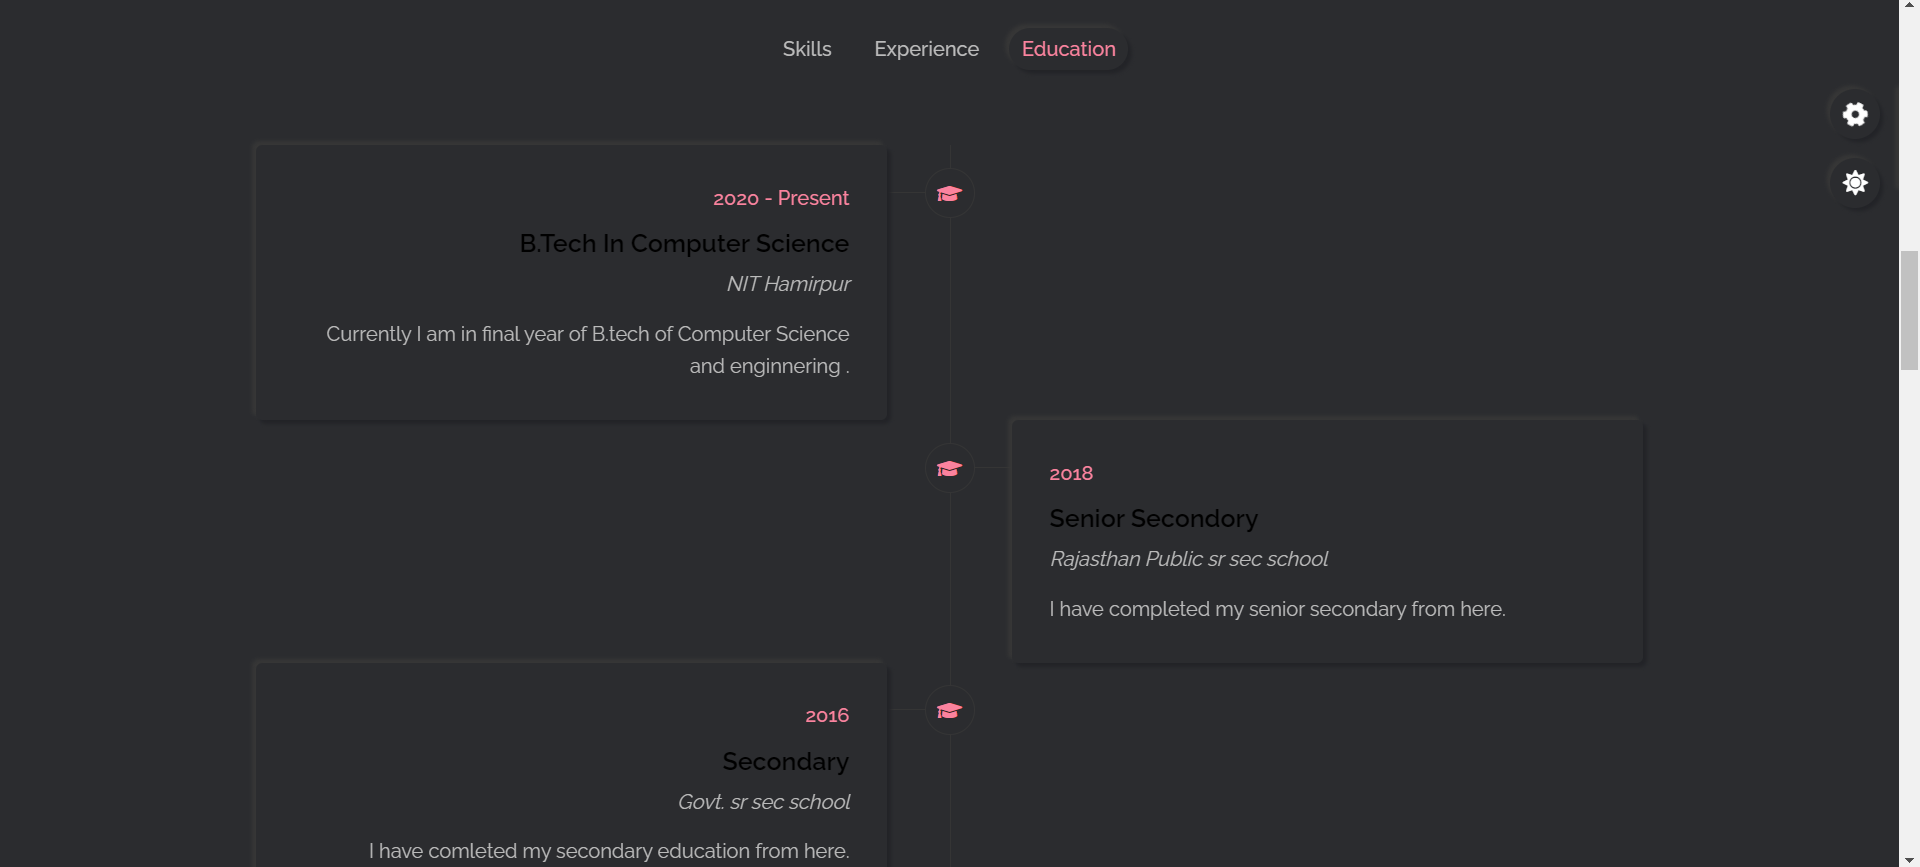 Skills Experience Education
2020 - Present
B.Tech In Computer Science
NIT Hamirpur
Currently I am in final year of B.tech of Computer Science
and enginnering .
2018
Senior Secondory
Rajasthan Public sr sec school
I have completed my senior secondary from here.
2016
Secondary
Govt. sr sec school
I have comleted my secondary education from here.